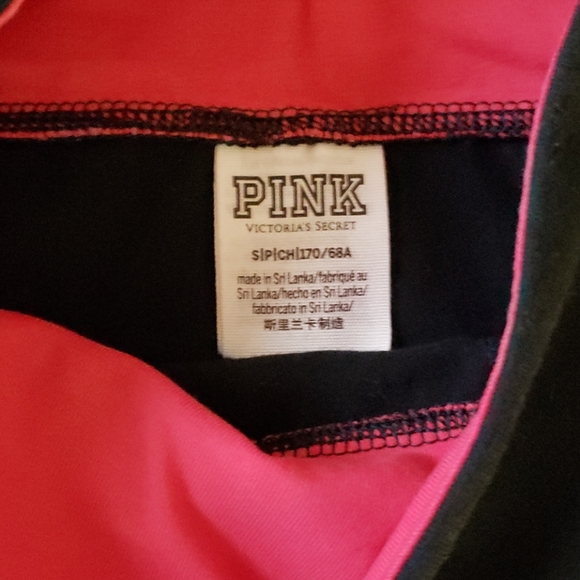 PINK
VICTORIA'S SECRET
S|P|CH|170/68A
made in Sri Lanka/fabriqué au
Sri Lanka/hecho en Sri Lanka/
fabbricato in Sri Lanka/
斯里兰卡制造